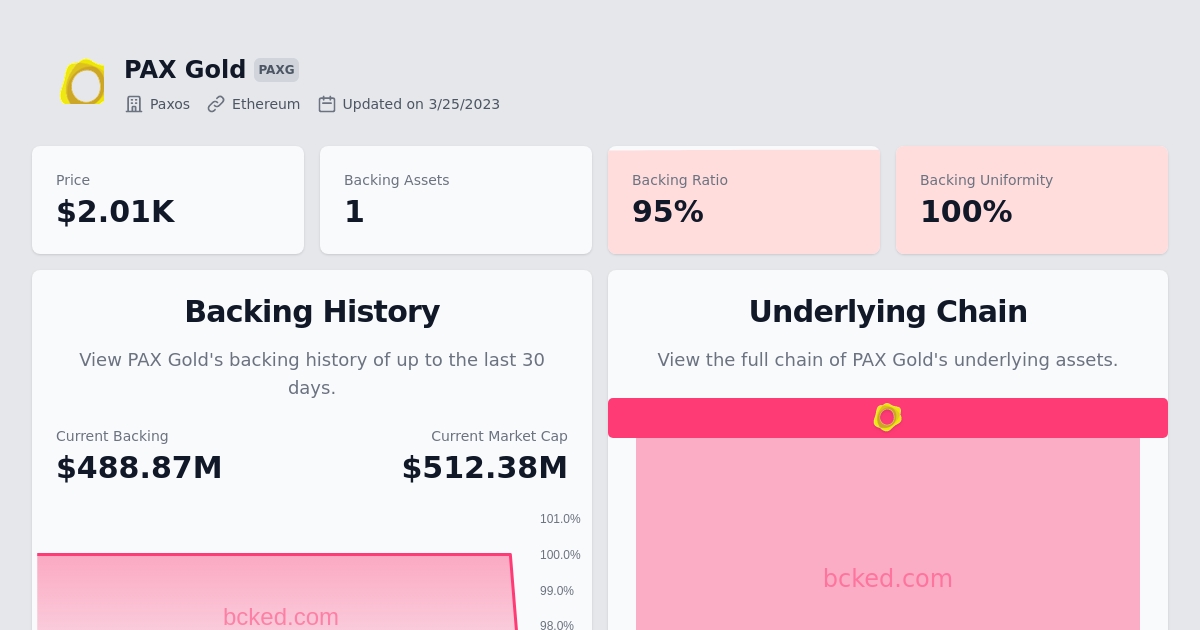 PAX Gold PAXG
Paxos Ethereum Updated on 3/25/2023
Price
$2.01K
Backing Assets
1
Backing Ratio
95%
Backing Uniformity
100%
Backing History
View PAX Gold's backing history of up to the last 30
days.
Current Backing
$488.87M
Current Market Cap
$512.38M
101.0%
100.0%
99.0%
98.0%
bcked.com
Underlying Chain
View the full chain of PAX Gold's underlying assets.
bcked.com